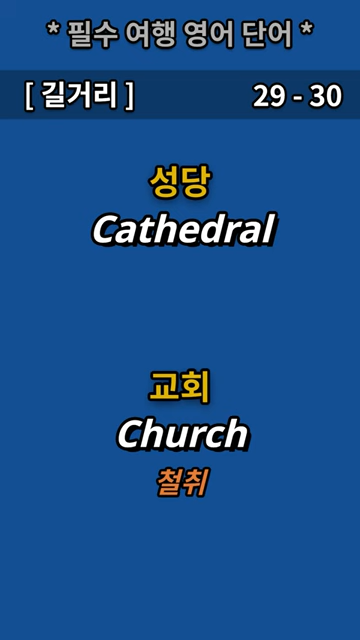 * 필수 여행 영어 단어 *
[ 길거리 ] 29 - 30
성당
Cathedral
교회
Church
철취